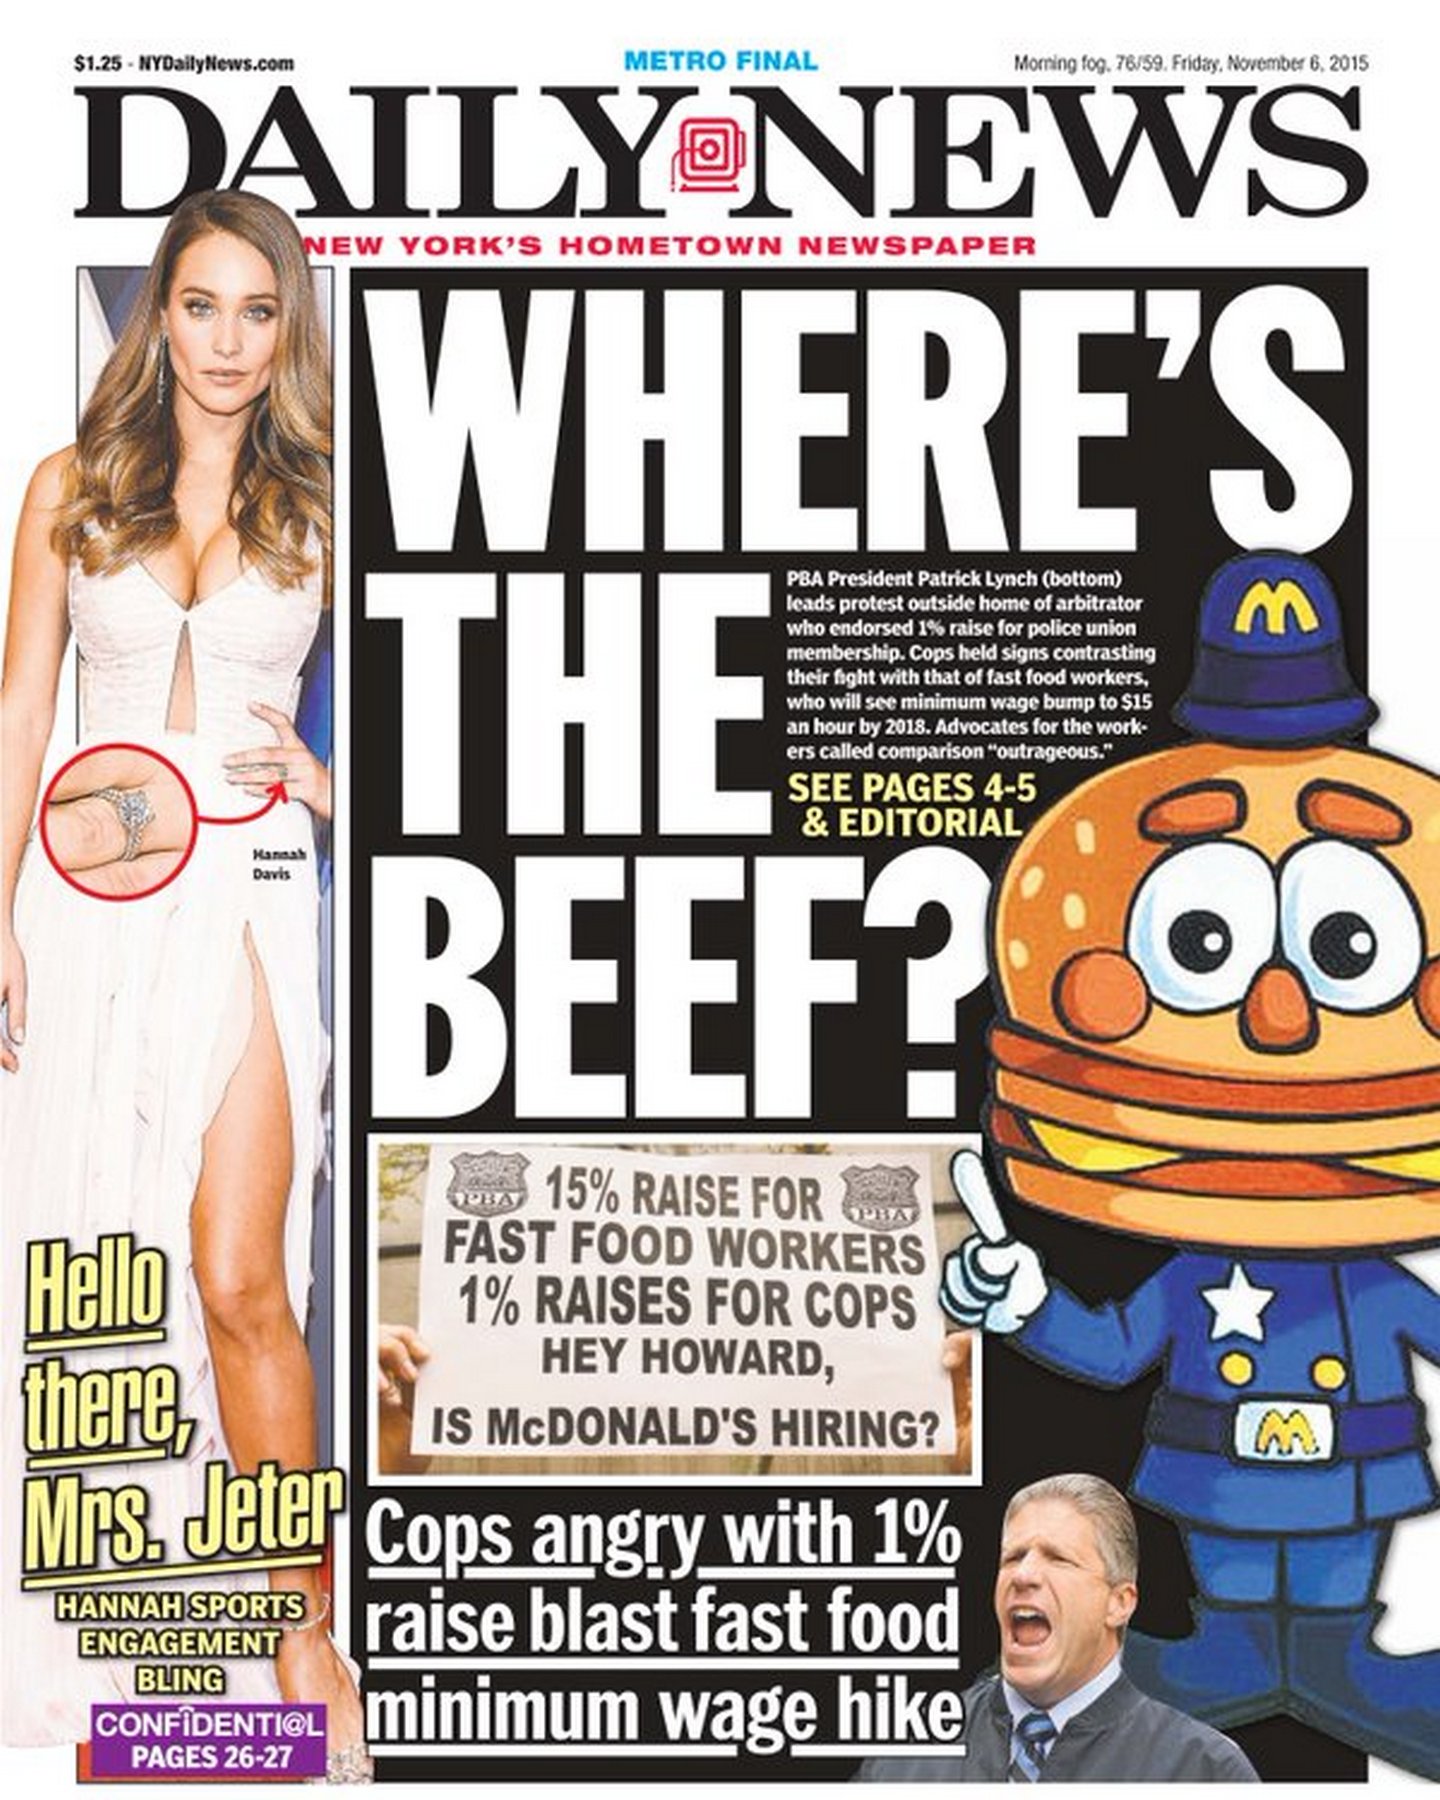 $1.25 - NYDailyNews.com
METRO FINAL
Morning fog, 76/59. Friday, November 6, 2015
DAILY NEWS
NEW YORK'S HOMETOWN NEWSPAPER
WHERE'S
THE
BEEF?
PBA President Patrick Lynch (bottom)
leads protest outside home of arbitrator
who endorsed 1% raise for police union
membership. Cops held signs contrasting
their fight with that of fast food workers,
who will see minimum wage bump to $15
an hour by 2018. Advocates for the work-
ers called comparison “outrageous.”
SEE PAGES 4-5
& EDITORIAL
M
Hannah
Davis
PBA
PBA
15% RAISE FOR
FAST FOOD WORKERS
1% RAISES FOR COPS
HEY HOWARD,
IS McDONALD'S HIRING?
M
Cops angry with 1%
raise blast fast food
minimum wage hike
Hello
there,
Mrs. Jeter
HANNAH SPORTS
ENGAGEMENT
BLING
CONFIDENTI@L
PAGES 26-27